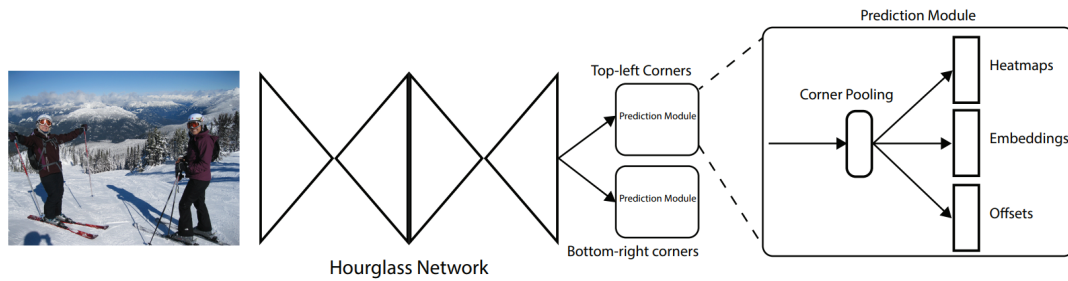 Prediction Module
Top-left Corners
Prediction Module
Prediction Module
Bottom-right corners
Hourglass Network
Corner Pooling
Heatmaps
Embeddings
Offsets